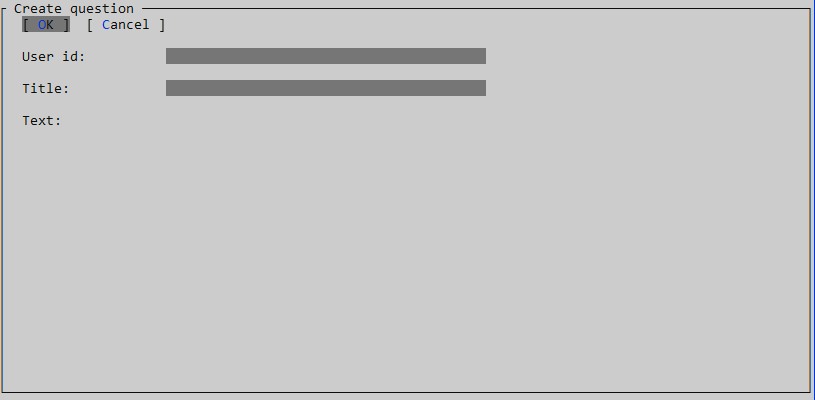 Create question
[ OK ] [ Cancel ]
User id:
Title:
Text: